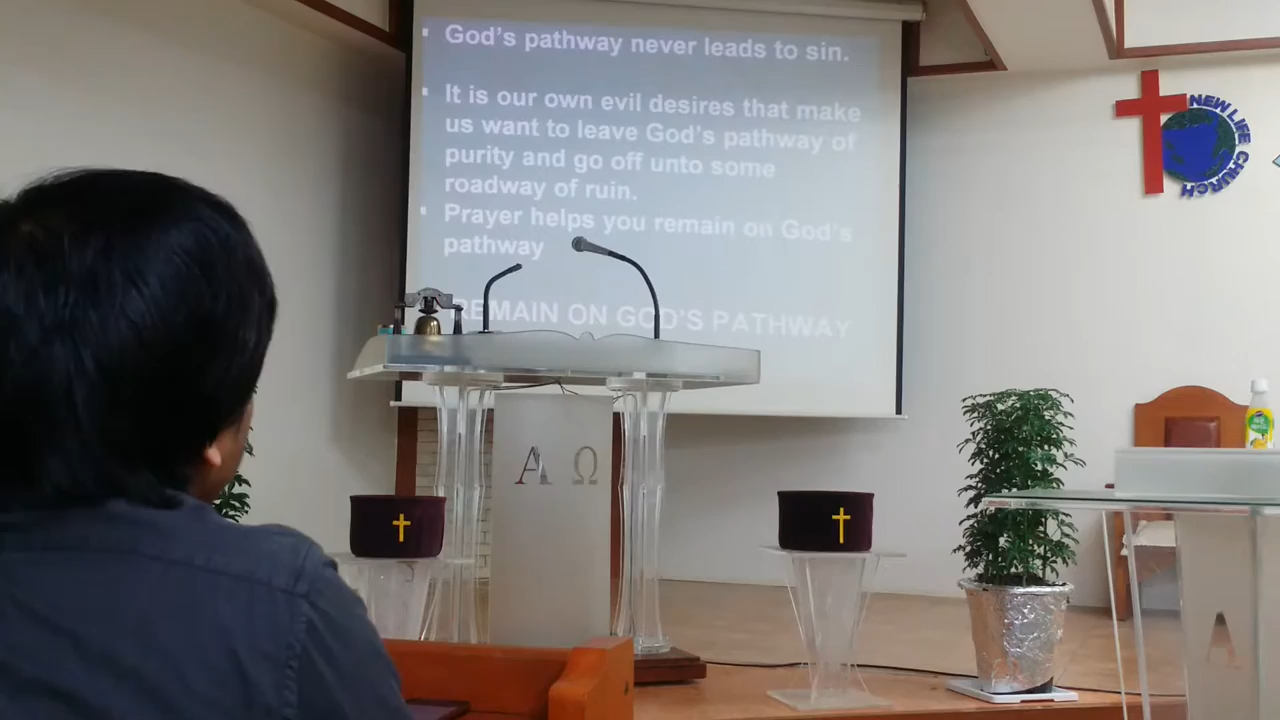 God's pathway never leads to sin.
It is our own evil desires that make
us want to leave God's pathway of
purity and go off unto some
roadway of ruin.
Prayer helps you remain on God's
pathway
REMAIN ON GOD'S PATHWAY
NEW LIFE CHURCH
Α Ω
Α